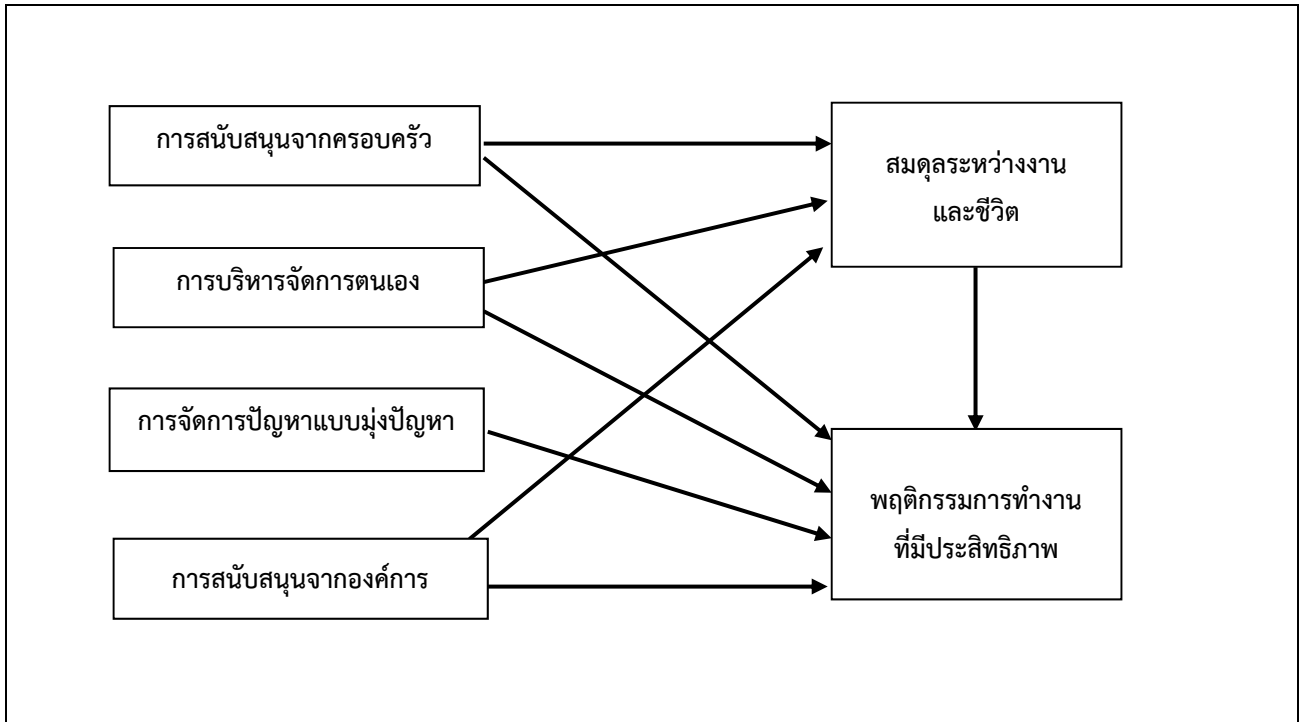 การสนับสนุนจากครอบครัว
การบริหารจัดการตนเอง
การจัดการปัญหาแบบมุ่งปัญหา
การสนับสนุนจากองค์การ
สมดุลระหว่างงาน
และชีวิต
พฤติกรรมการทำงาน
ที่มีประสิทธิภาพ